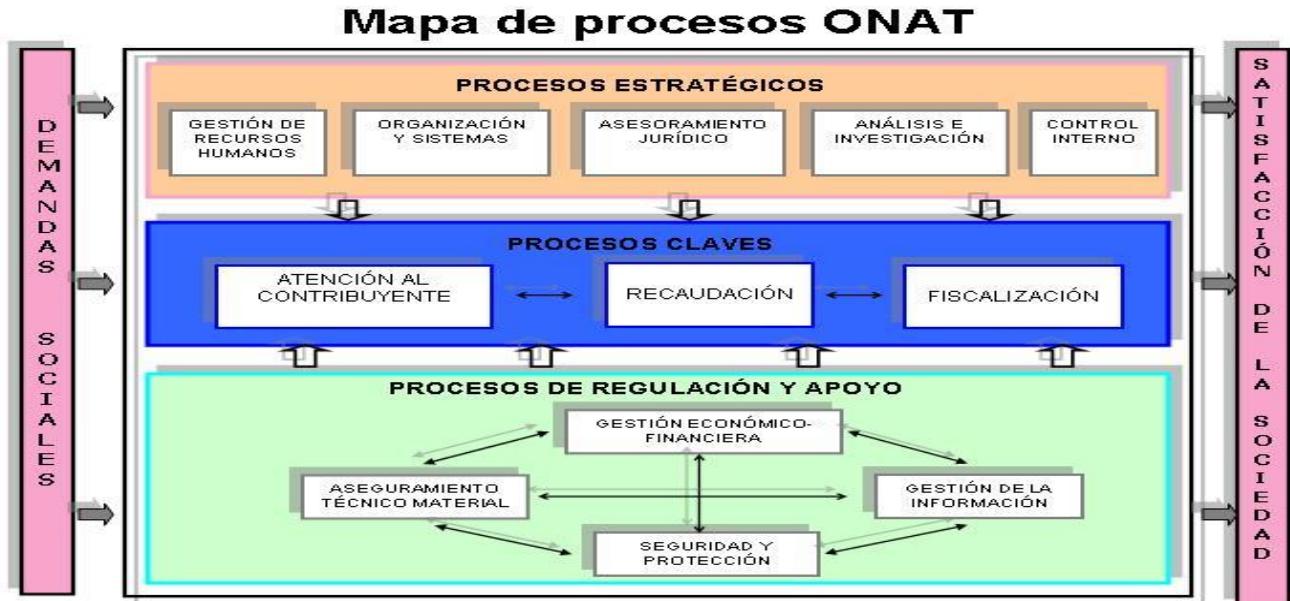 Mapa de procesos ONAT
DEMANDAS SOCIALES
PROCESOS ESTRATÉGICOS
GESTIÓN DE
RECURSOS
HUMANOS
ORGANIZACIÓN
Y SISTEMAS
ASESORAMIENTO
JURÍDICO
ANÁLISIS E
INVESTIGACIÓN
CONTROL
INTERNO
PROCESOS CLAVES
ATENCIÓN AL
CONTRIBUYENTE
RECAUDACIÓN
FISCALIZACIÓN
PROCESOS DE REGULACIÓN Y APOYO
GESTIÓN ECONÓMICO-
FINANCIERA
ASEGURAMIENTO
TÉCNICO MATERIAL
GESTIÓN DE LA
INFORMACIÓN
SEGURIDAD Y
PROTECCIÓN
SATISFACCIÓN DE LA SOCIEDAD